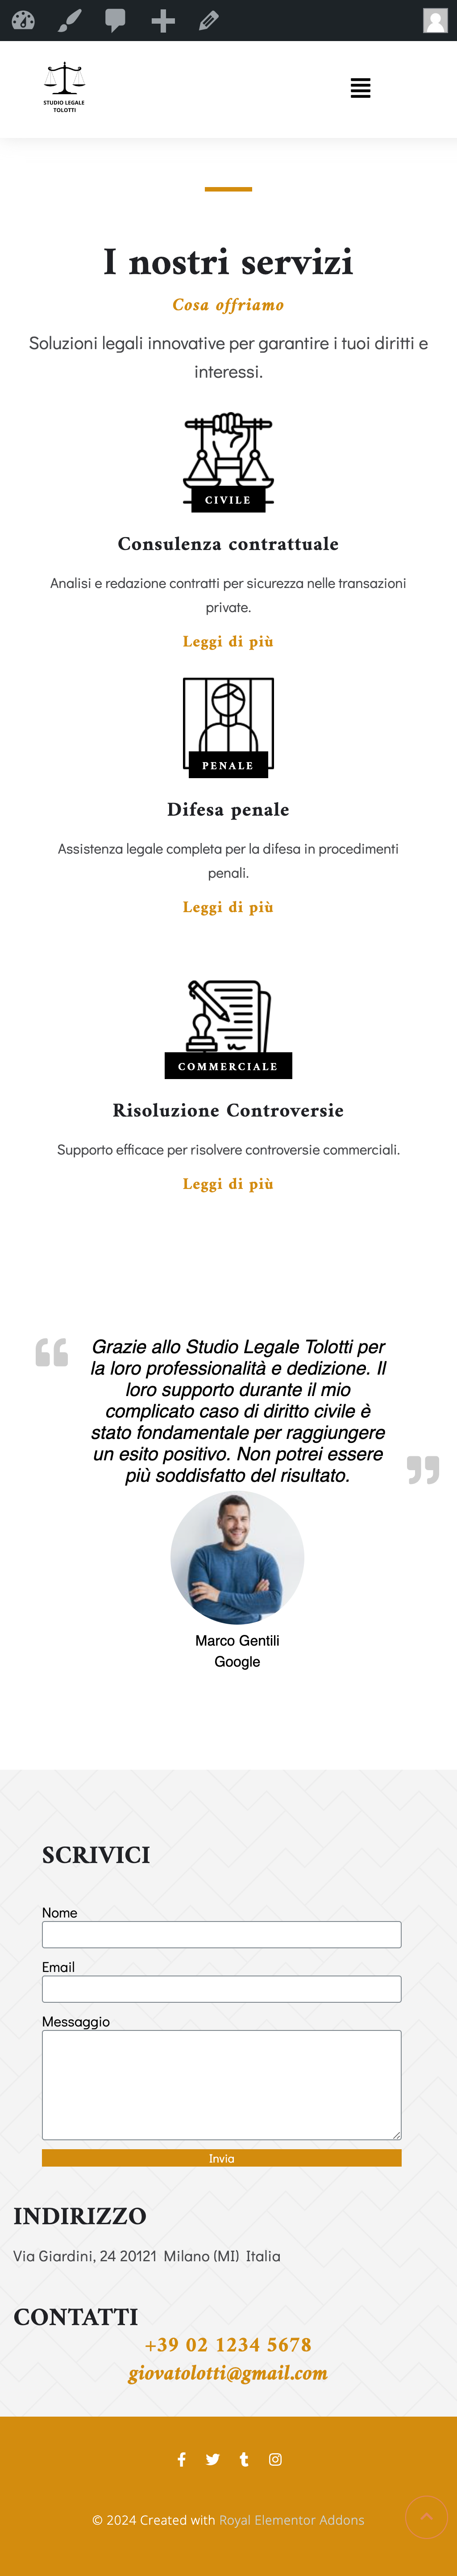 STUDIO LEGALE
TOLOTTI
I nostri servizi
Cosa offriamo
Soluzioni legali innovative per garantire i tuoi diritti e
interessi.
CIVILE
Consulenza contrattuale
Analisi e redazione contratti per sicurezza nelle transazioni
private.
Leggi di più
PENALE
Difesa penale
Assistenza legale completa per la difesa in procedimenti
penali.
Leggi di più
COMMERCIALE
Risoluzione Controversie
Supporto efficace per risolvere controversie commerciali.
Leggi di più
Grazie allo Studio Legale Tolotti per
la loro professionalità e dedizione. Il
loro supporto durante il mio
complicato caso di diritto civile è
stato fondamentale per raggiungere
un esito positivo. Non potrei essere
più soddisfatto del risultato.
Marco Gentili
Google
SCRIVICI
Nome
Email
Messaggio
Invia
INDIRIZZO
Via Giardini, 24 20121 Milano (MI) Italia
CONTATTI
+39 02 1234 5678
giovatolotti@gmail.com
© 2024 Created with Royal Elementor Addons